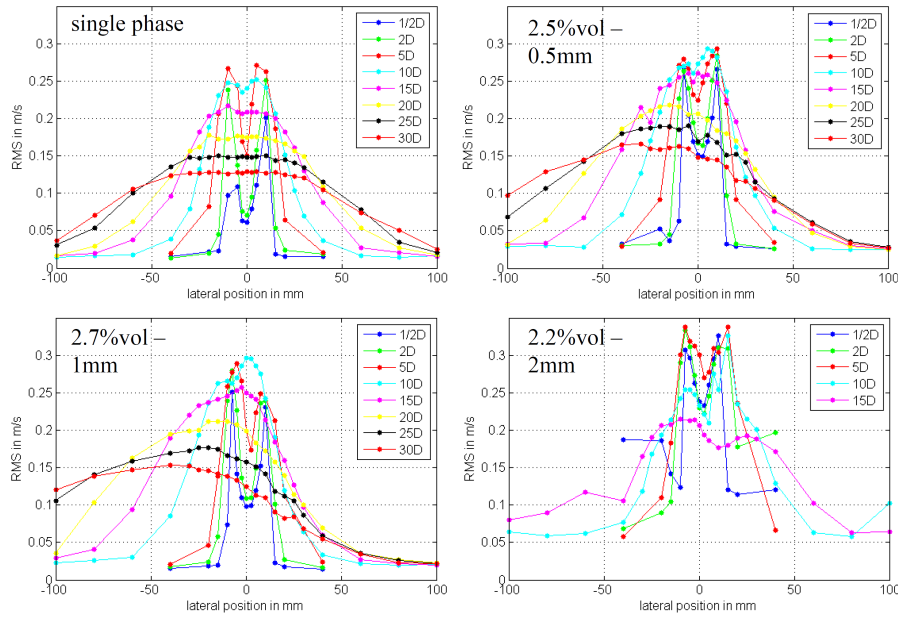 single phase
1/2D
2D
5D
10D
15D
20D
25D
30D
RMS in m/s
0.3
0.25
0.2
0.15
0.1
0.05
0
-100 -50 0 50 100
lateral position in mm
2.5%vol –
0.5mm
1/2D
2D
5D
10D
15D
20D
25D
30D
RMS in m/s
0.3
0.25
0.2
0.15
0.1
0.05
0
-100 -50 0 50 100
lateral position in mm
2.7%vol –
1mm
1/2D
2D
5D
10D
15D
20D
25D
30D
RMS in m/s
0.3
0.25
0.2
0.15
0.1
0.05
0
-100 -50 0 50 100
lateral position in mm
2.2%vol –
2mm
1/2D
2D
5D
10D
15D
RMS in m/s
0.3
0.25
0.2
0.15
0.1
0.05
0
-100 -50 0 50 100
lateral position in mm